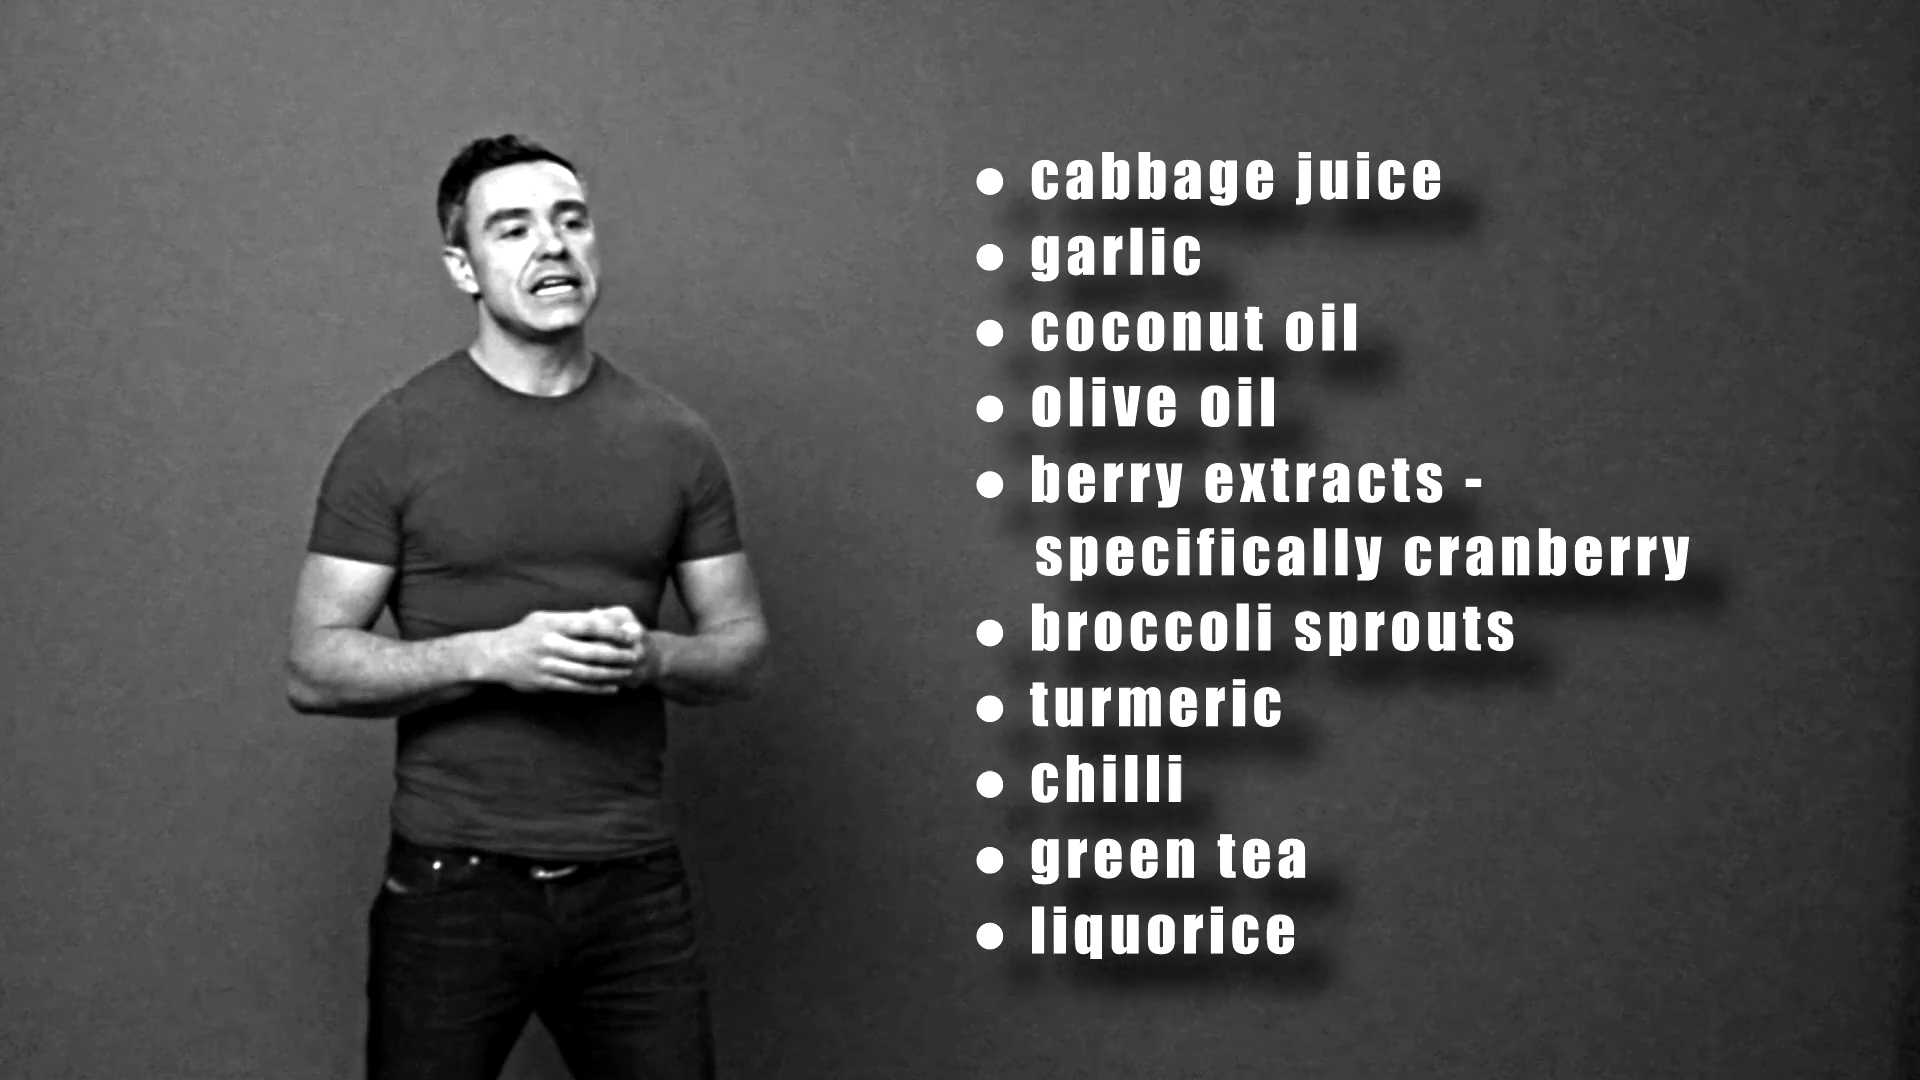 • cabbage juice
• garlic
• coconut oil
• olive oil
• berry extracts -
specifically cranberry
• broccoli sprouts
• turmeric
• chilli
• green tea
• liquorice